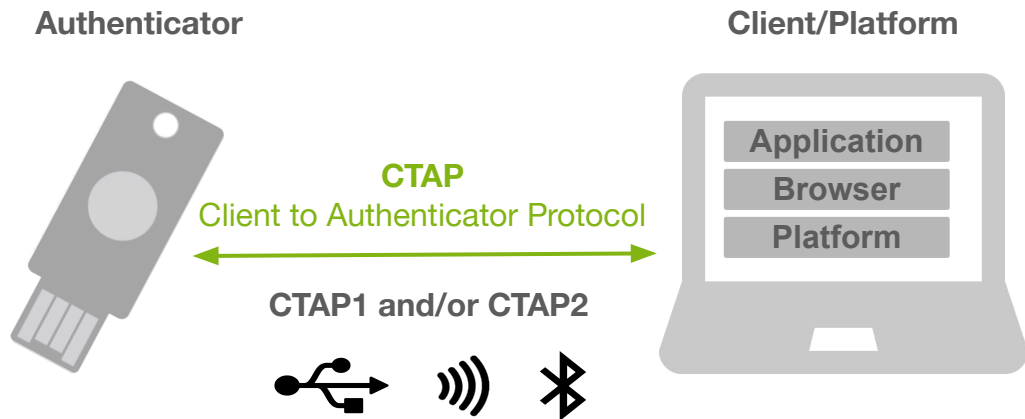 Authenticator
Client/Platform
CTAP
Client to Authenticator Protocol
CTAP1 and/or CTAP2
Application
Browser
Platform